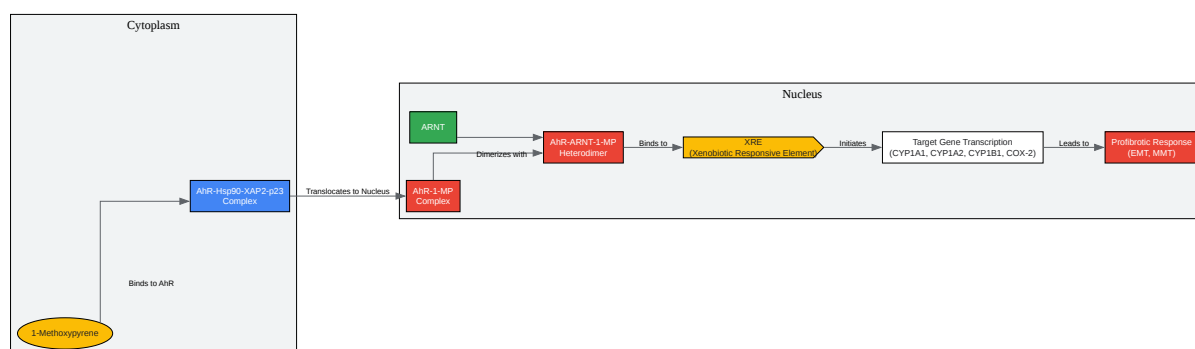 Cytoplasm
1-Methoxypyrene
Binds to AhR
AhR-Hsp90-XAP2-p23
Complex
Translocates to Nucleus
Nucleus
ARNT
AhR-1-MP
Complex
Dimerizes with
AhR-ARNT-1-MP
Heterodimer
Binds to
XRE
(Xenobiotic Responsive Element)
Initiates
Target Gene Transcription
(CYP1A1, CYP1A2, CYP1B1, COX-2)
Leads to
Profibrotic Response
(EMT, MMT)